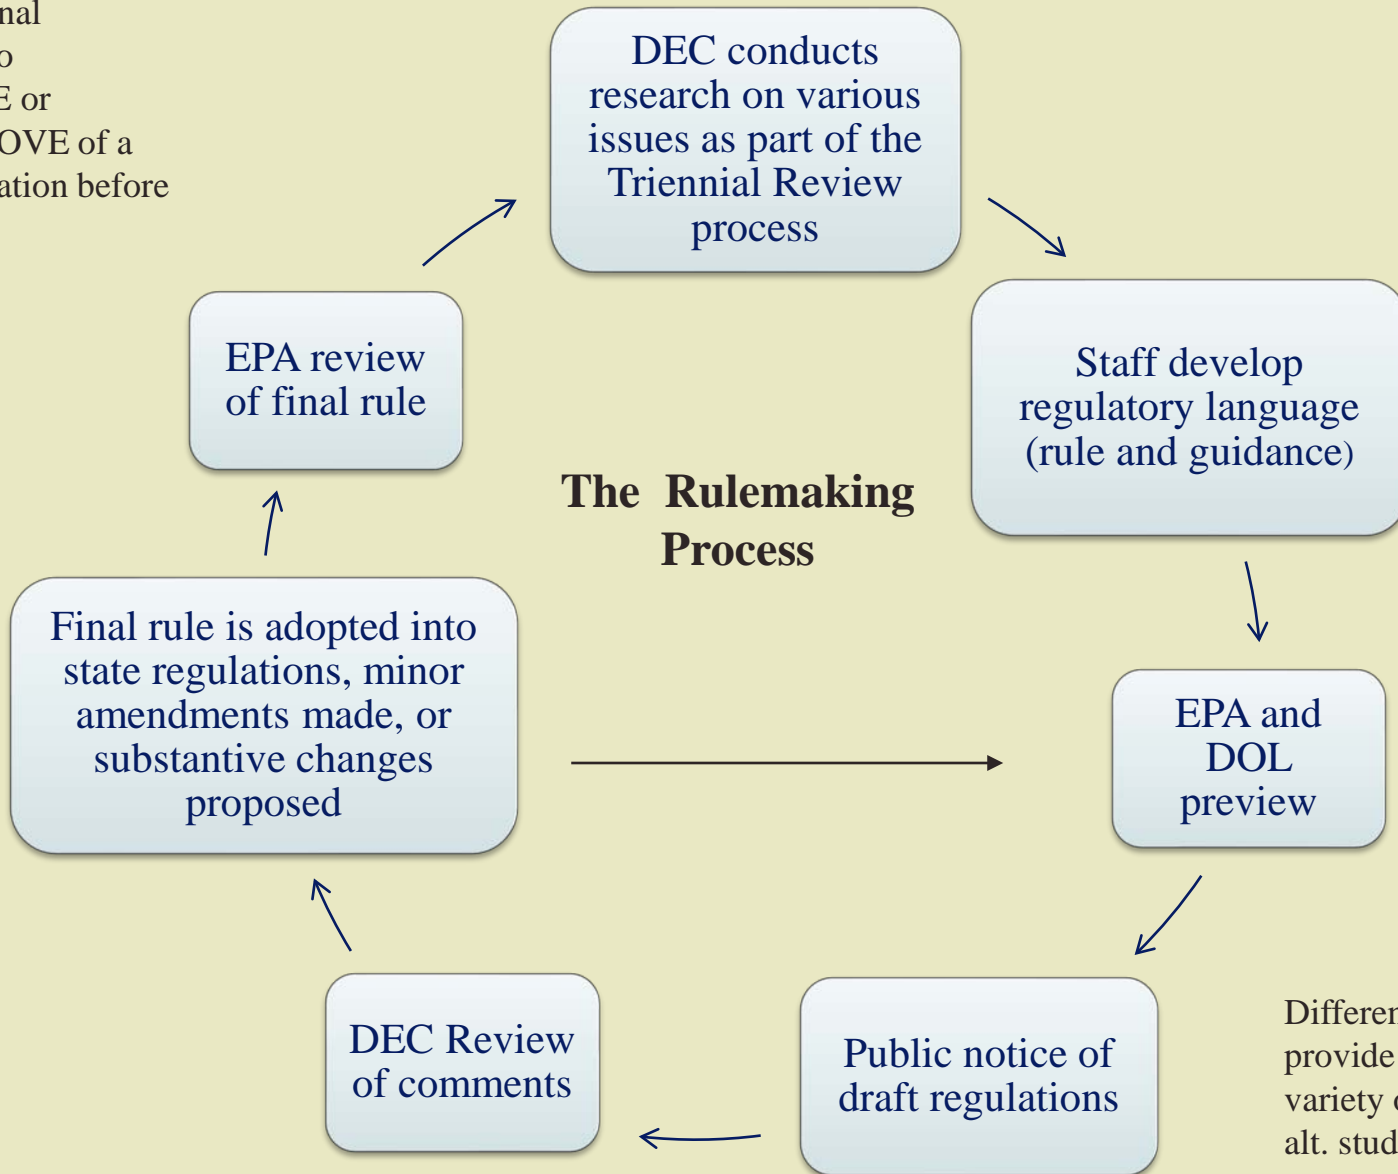 nal
o
E or
OVE of a
ation before
DEC conducts
research on various
issues as part of the
Triennial Review
process
Staff develop
regulatory language
(rule and guidance)
EPA and
DOL
preview
Public notice of
draft regulations
DEC Review
of comments
Final rule is adopted into
state regulations, minor
amendments made, or
substantive changes
proposed
EPA review
of final rule
The Rulemaking
Process
Differen
provide
variety o
alt. stud